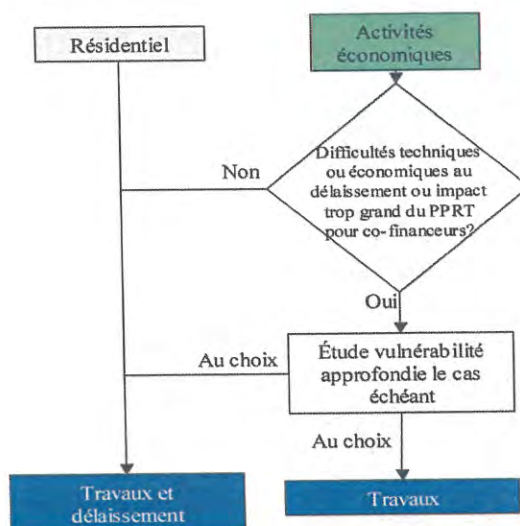 Résidentiel
Activités
économiques
Difficultés techniques
ou économiques au
délaissement ou impact
trop grand du PPRT
pour co-financeurs?
Non
Oui
Étude vulnérabilité
approfondie le cas
échéant
Au choix
Au choix
Travaux et
délaissement
Travaux